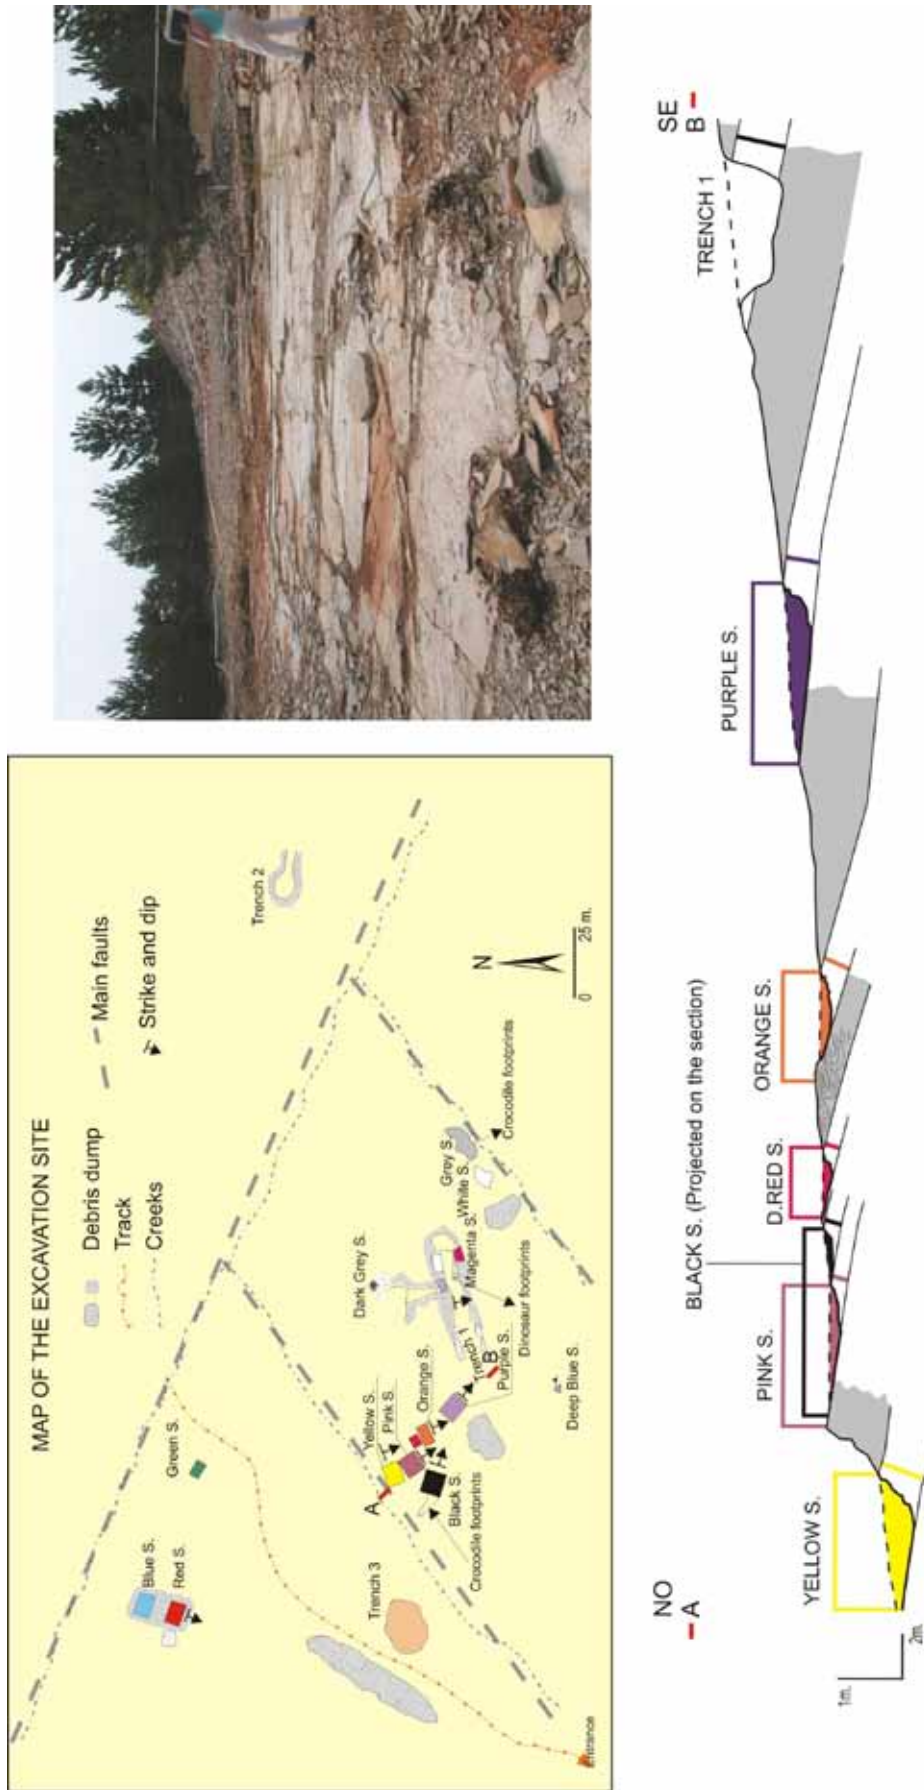 MAP OF THE EXCAVATION SITE
Debris dump
Track
Creeks
Main faults
Strike and dip
Blue S.
Red S.
Green S.
Trench 2
Trench 3
Entrance
A
Yellow S.
Pink S.
Orange S.
Black S.
Crocodile footprints
Dark Grey S.
Trench 1
B
Purple S.
Dinosaur footprints
Magenta S.
White S.
Grey S.
Crocodile footprints
Deep Blue S.
N
0 25 m.
NO
A
SE
B
YELLOW S.
PINK S.
BLACK S. (Projected on the section)
D.RED S.
ORANGE S.
PURPLE S.
TRENCH 1
1m.
2m.